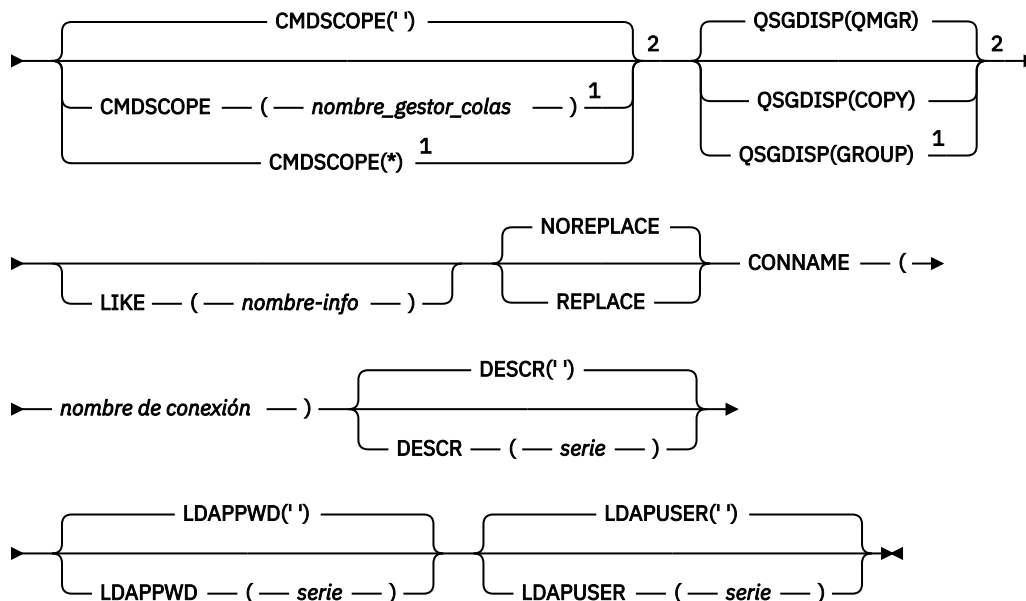 CMDSCOPE(' ')
2
CMDSCOPE ( nombre_gestor_colas ) 1
CMDSCOPE(*) 1
QSGDISP(QMGR)
2
QSGDISP(COPY)
QSGDISP(GROUP) 1
LIKE ( nombre-info )
NOREPLACE
REPLACE
CONNAME (
nombre de conexión )
DESCR(' ')
DESCR ( serie )
LDAPPWD(' ')
LDAPPWD ( serie )
LDAPUSER(' ')
LDAPUSER ( serie )